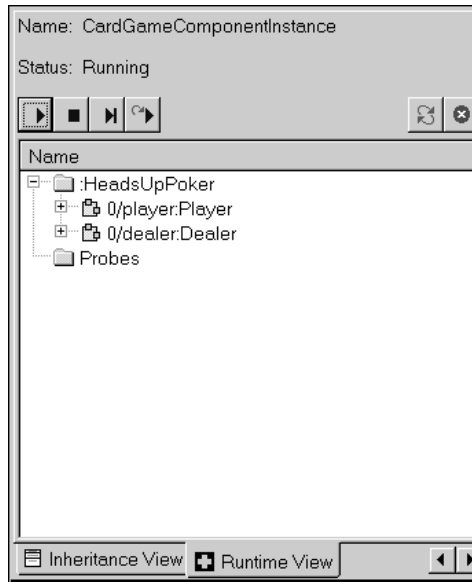 Name: CardGameComponentInstance
Status: Running
Name
:HeadsUpPoker
0/player:Player
0/dealer:Dealer
Probes
Inheritance View Runtime View